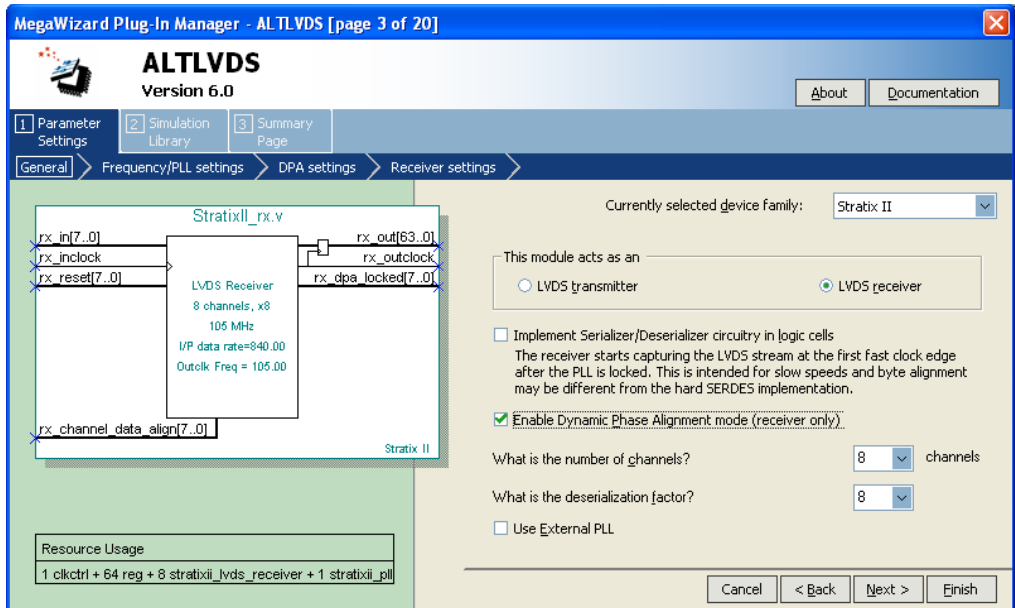 MegaWizard Plug-In Manager - ALTLVDS [page 3 of 20]
ALTLVDS
Version 6.0
About
Documentation
1 Parameter Settings
2 Simulation Library
3 Summary Page
General
Frequency/PLL settings
DPA settings
Receiver settings
StratixII_rx.v
rx_in[7..0]
rx_inclock
rx_reset[7..0]
rx_out[63..0]
rx_outclock
rx_dpa_locked[7..0]
LVDS Receiver
8 channels, x8
105 MHz
I/P data rate=840.00
Outclk Freq = 105.00
rx_channel_data_align[7..0]
Stratix II
Resource Usage
1 clkctrl + 64 reg + 8 stratixii_lvds_receiver + 1 stratixii_pll
Currently selected device family:
Stratix II
This module acts as an
LVDS transmitter
LVDS receiver
Implement Serializer/Deserializer circuitry in logic cells
The receiver starts capturing the LVDS stream at the first fast clock edge
after the PLL is locked. This is intended for slow speeds and byte alignment
may be different from the hard SERDES implementation.
Enable Dynamic Phase Alignment mode (receiver only)
What is the number of channels?
8
channels
What is the deserialization factor?
8
Use External PLL
Cancel
< Back
Next >
Finish